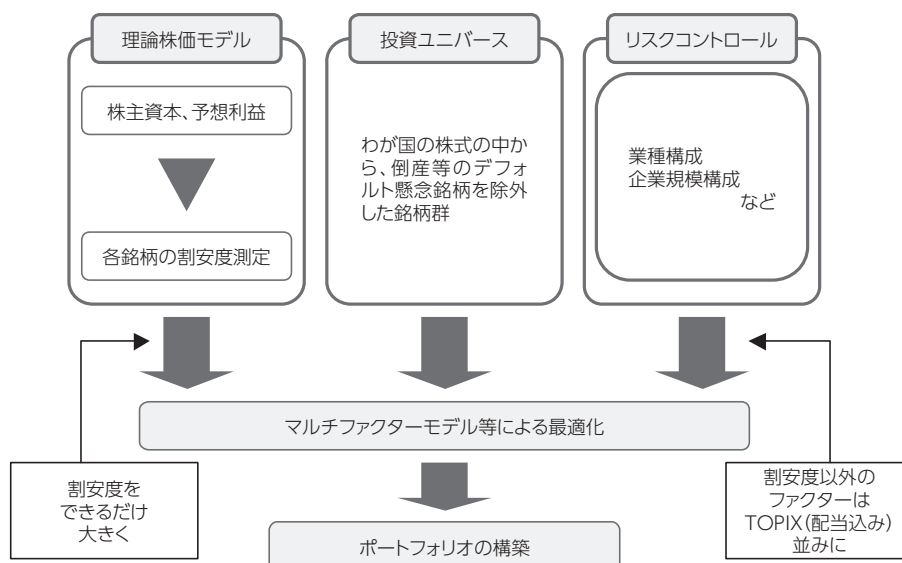 理論株価モデル
株主資本、予想利益
各銘柄の割安度測定
投資ユニバース
わが国の株式の中か
ら、倒産等のデフォ
ルト懸念銘柄を除外
した銘柄群
リスクコントロール
業種構成
企業規模構成
など
マルチファクターモデル等による最適化
割安度を
できるだけ
大きく
割安度以外の
ファクターは
TOPIX(配当込み)
並みに
ポートフォリオの構築